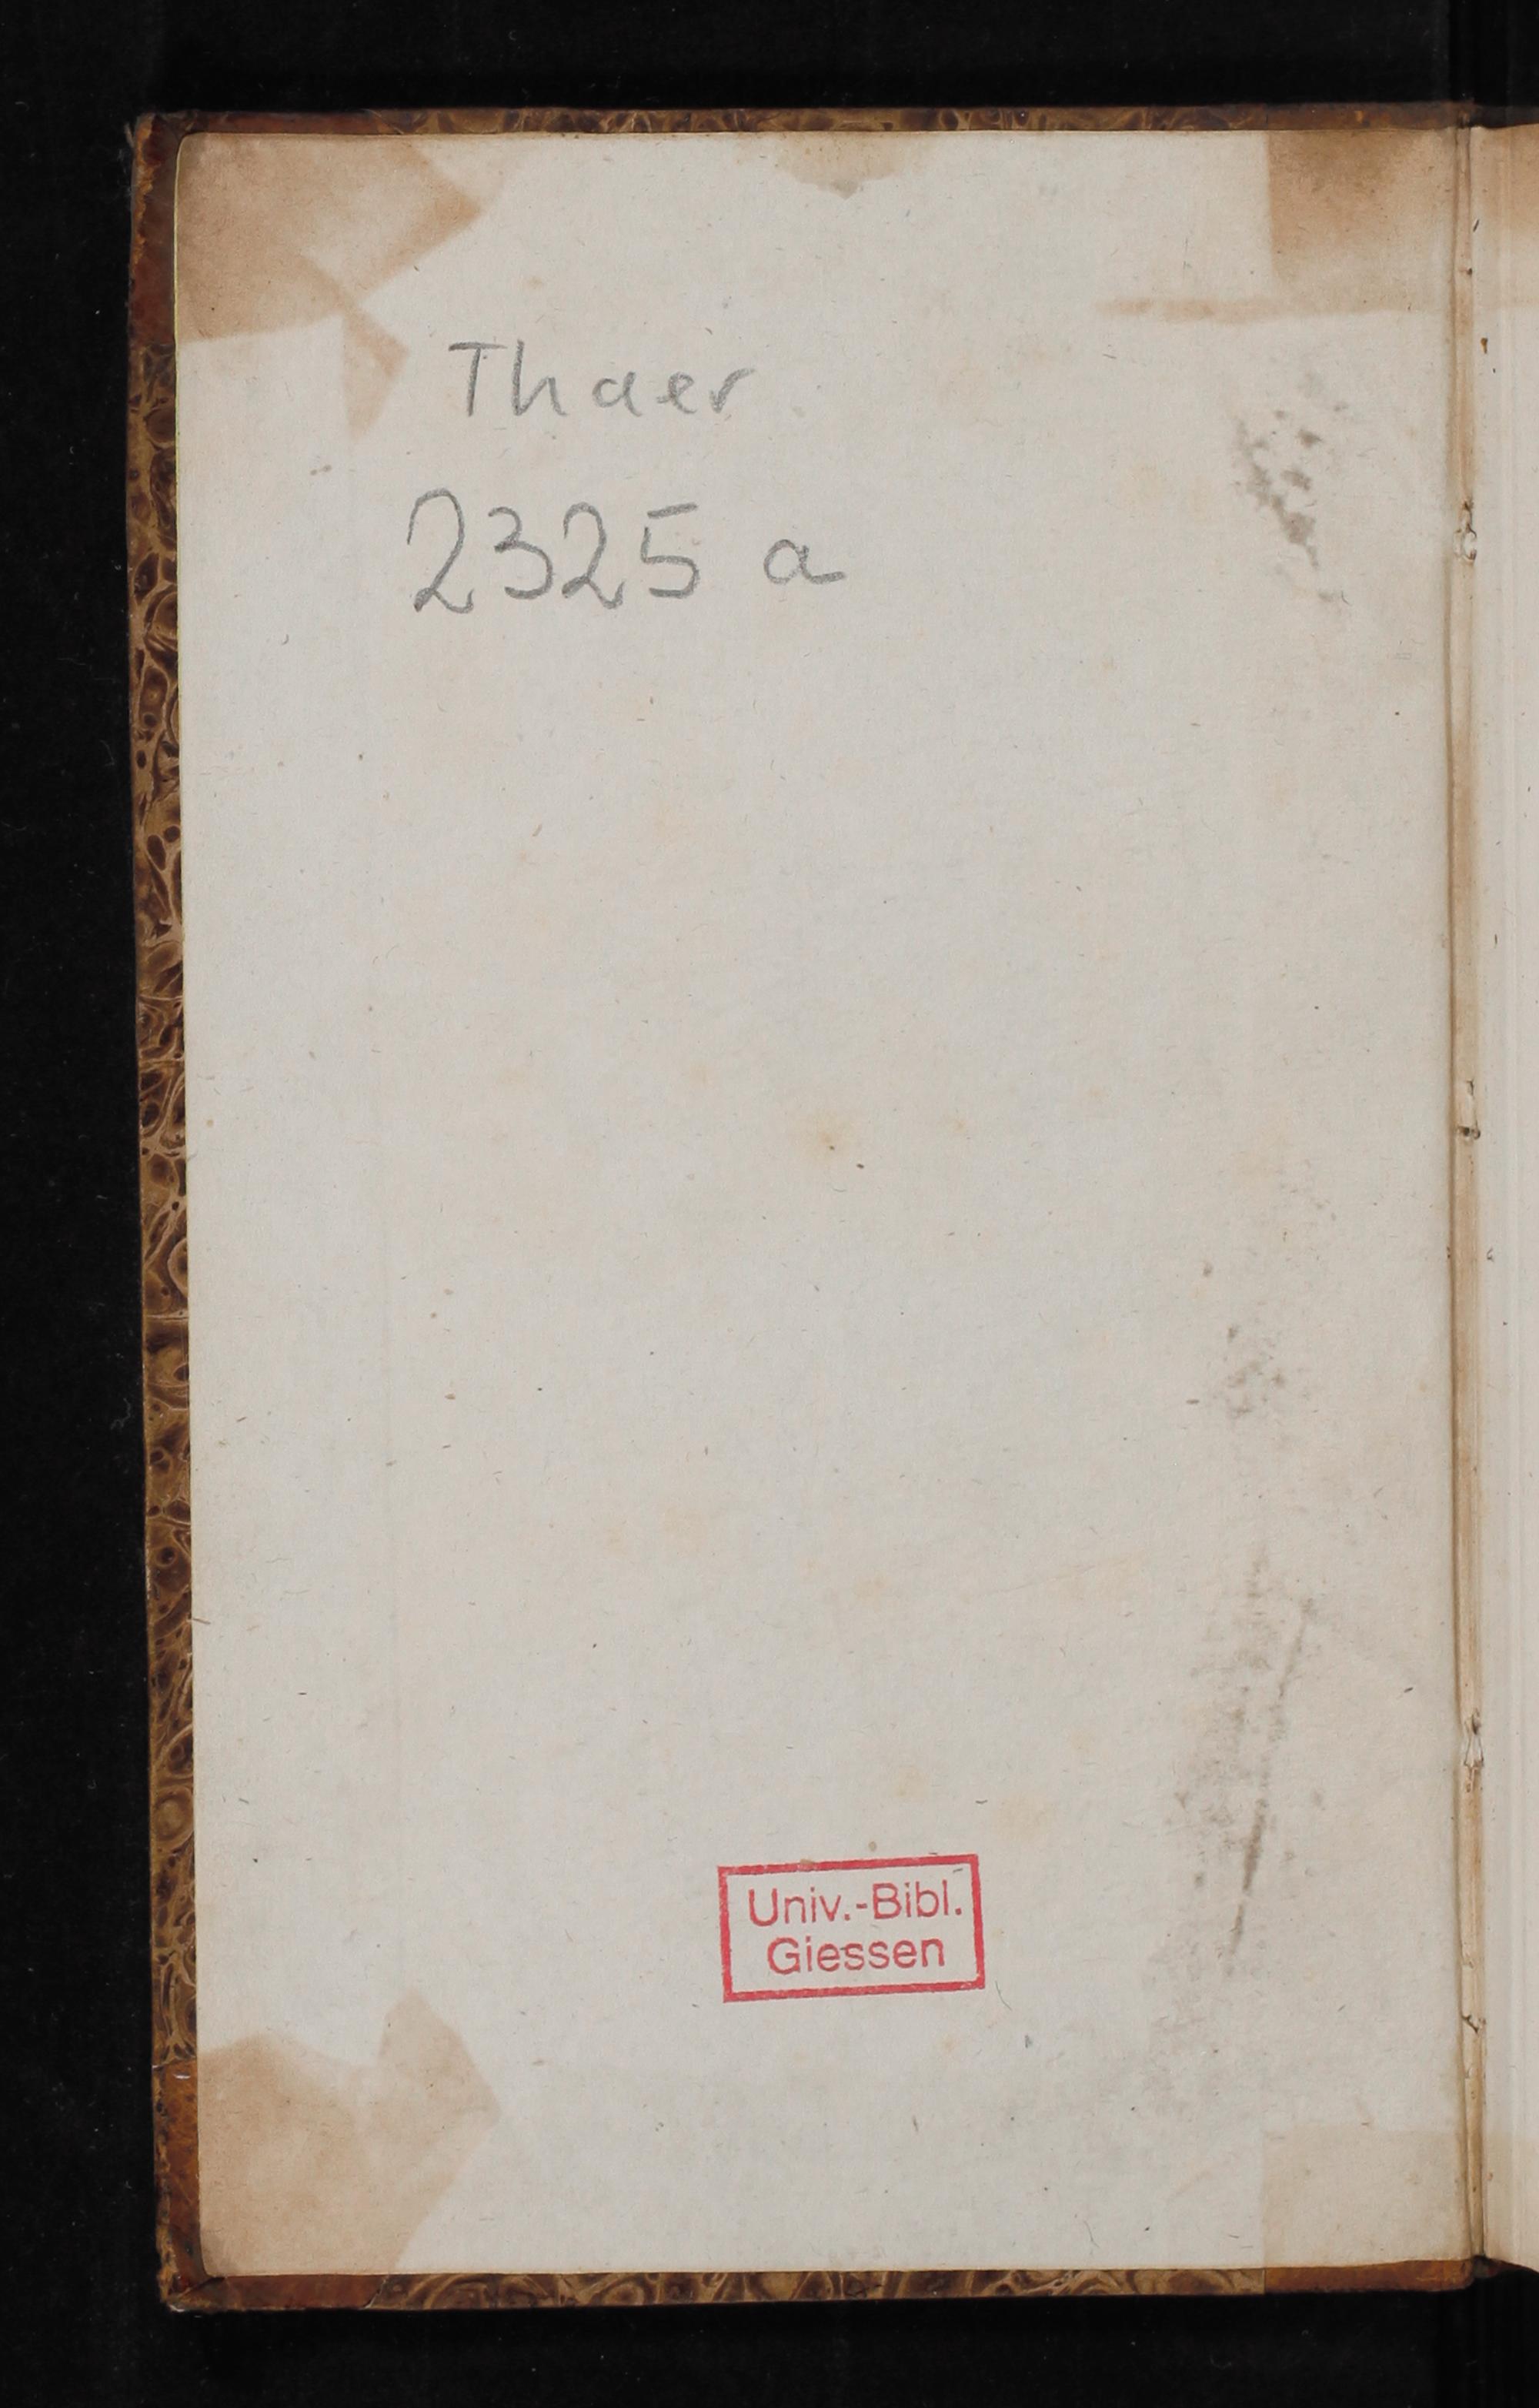 Thaer
2325 a
Univ.-Bibl.
Giessen